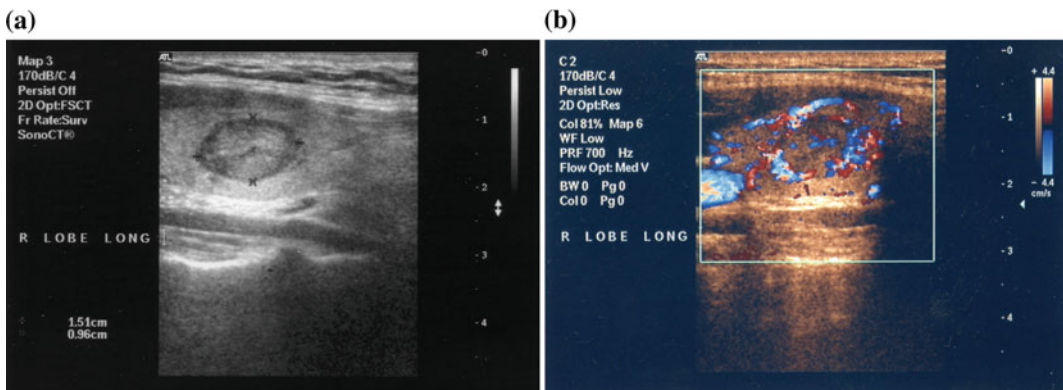 (a)
ATL
Map 3
170dB/C 4
Persist Off
2D Opt:FSCT
Fr Rate:Surv
SonoCT®
R LOBE LONG
1.51cm
0.96cm
-0
-1
-2
-3
-4
(b)
ATL
C 2
170dB/C 4
Persist Low
2D Opt:Res
Col 81% Map 6
WF Low
PRF 700 Hz
Flow Opt: Med V
BW 0 Pg 0
Col 0 Pg 0
R LOBE LONG
-0
-1
-2
-3
-4
+ 4.4
- 4.4
cm/s